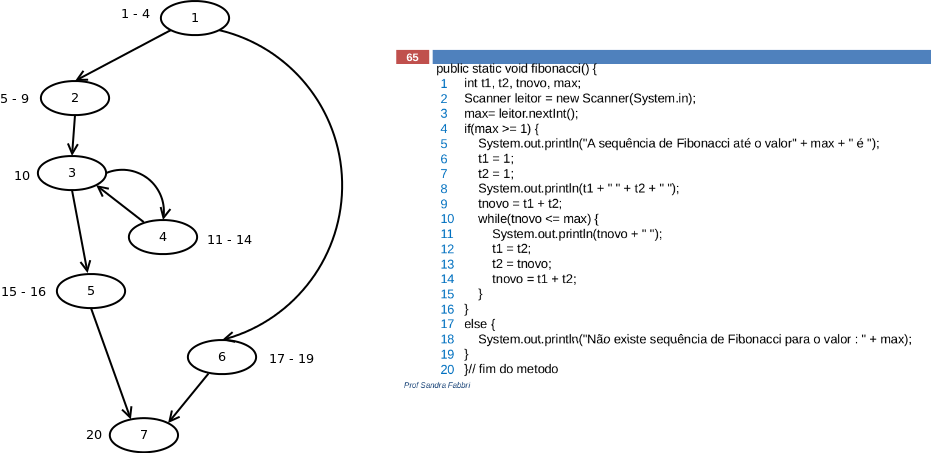 1 - 4
1
5 - 9
2
10
3
4
11 - 14
15 - 16
5
6
17 - 19
20
7
65
public static void fibonacci() {
1 int t1, t2, tnovo, max;
2 Scanner leitor = new Scanner(System.in);
3 max= leitor.nextInt();
4 if(max >= 1) {
5 System.out.println("A sequência de Fibonacci até o valor" + max + " é ");
6 t1 = 1;
7 t2 = 1;
8 System.out.println(t1 + " " + t2 + " ");
9 tnovo = t1 + t2;
10 while(tnovo <= max) {
11 System.out.println(tnovo + " ");
12 t1 = t2;
13 t2 = tnovo;
14 tnovo = t1 + t2;
15 }
16 }
17 else {
18 System.out.println("Não existe sequência de Fibonacci para o valor : " + max);
19 }
20 }// fim do metodo
Prof Sandra Fabbri